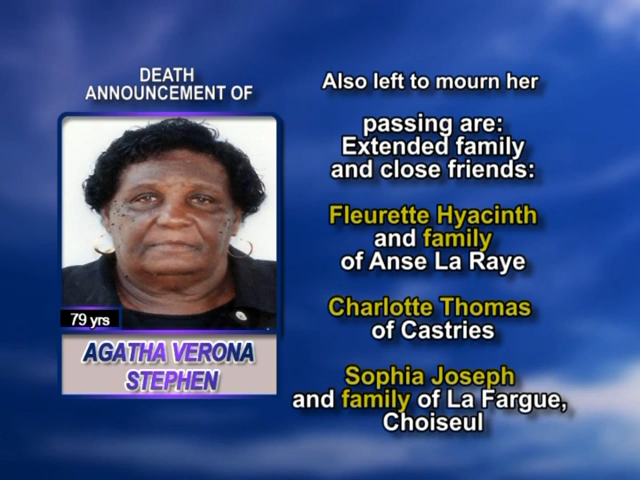 DEATH
ANNOUNCEMENT OF
79 yrs
AGATHA VERONA
STEPHEN
Also left to mourn her
passing are:
Extended family
and close friends:
Fleurette Hyacinth
and family
of Anse La Raye
Charlotte Thomas
of Castries
Sophia Joseph
and family of La Fargue,
Choiseul